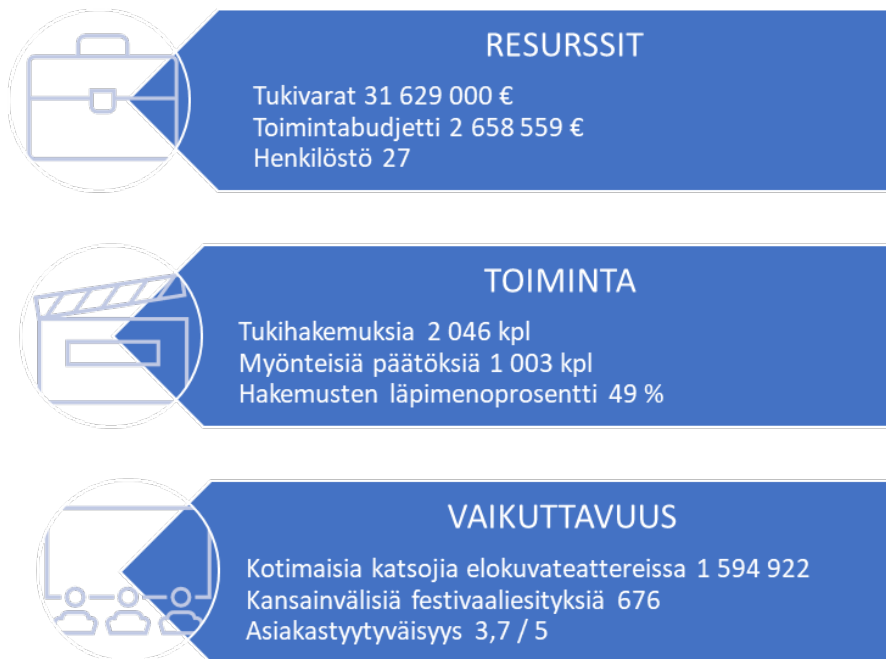 RESURSSIT
Tukivarat 31 629 000 €
Toimintabudjetti 2 658 559 €
Henkilöstö 27
TOIMINTA
Tukihakemuksia 2 046 kpl
Myönteisiä päätöksiä 1 003 kpl
Hakemusten läpimenoprosentti 49 %
VAIKUTTAVUUS
Kotimaisia katsojia elokuvateattereissa 1 594 922
Kansainvälisiä festivaaliesityksiä 676
Asiakastyytyväisyys 3,7 / 5